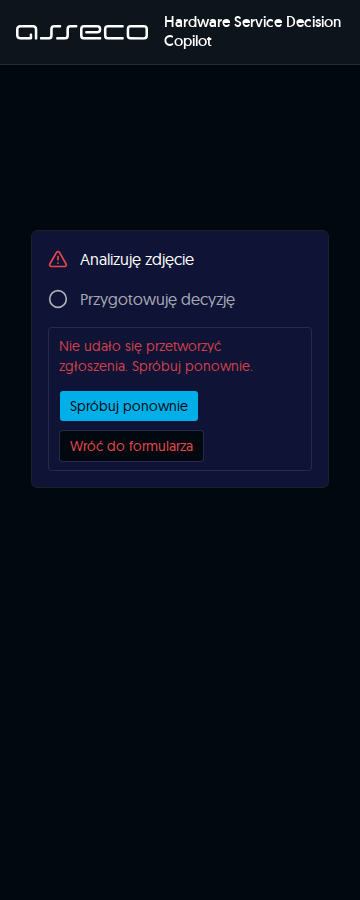 asseco
Hardware Service Decision
Copilot
Analizuję zdjęcie
Przygotowuję decyzję
Nie udało się przetworzyć
zgłoszenia. Spróbuj ponownie.
Spróbuj ponownie
Wróć do formularza